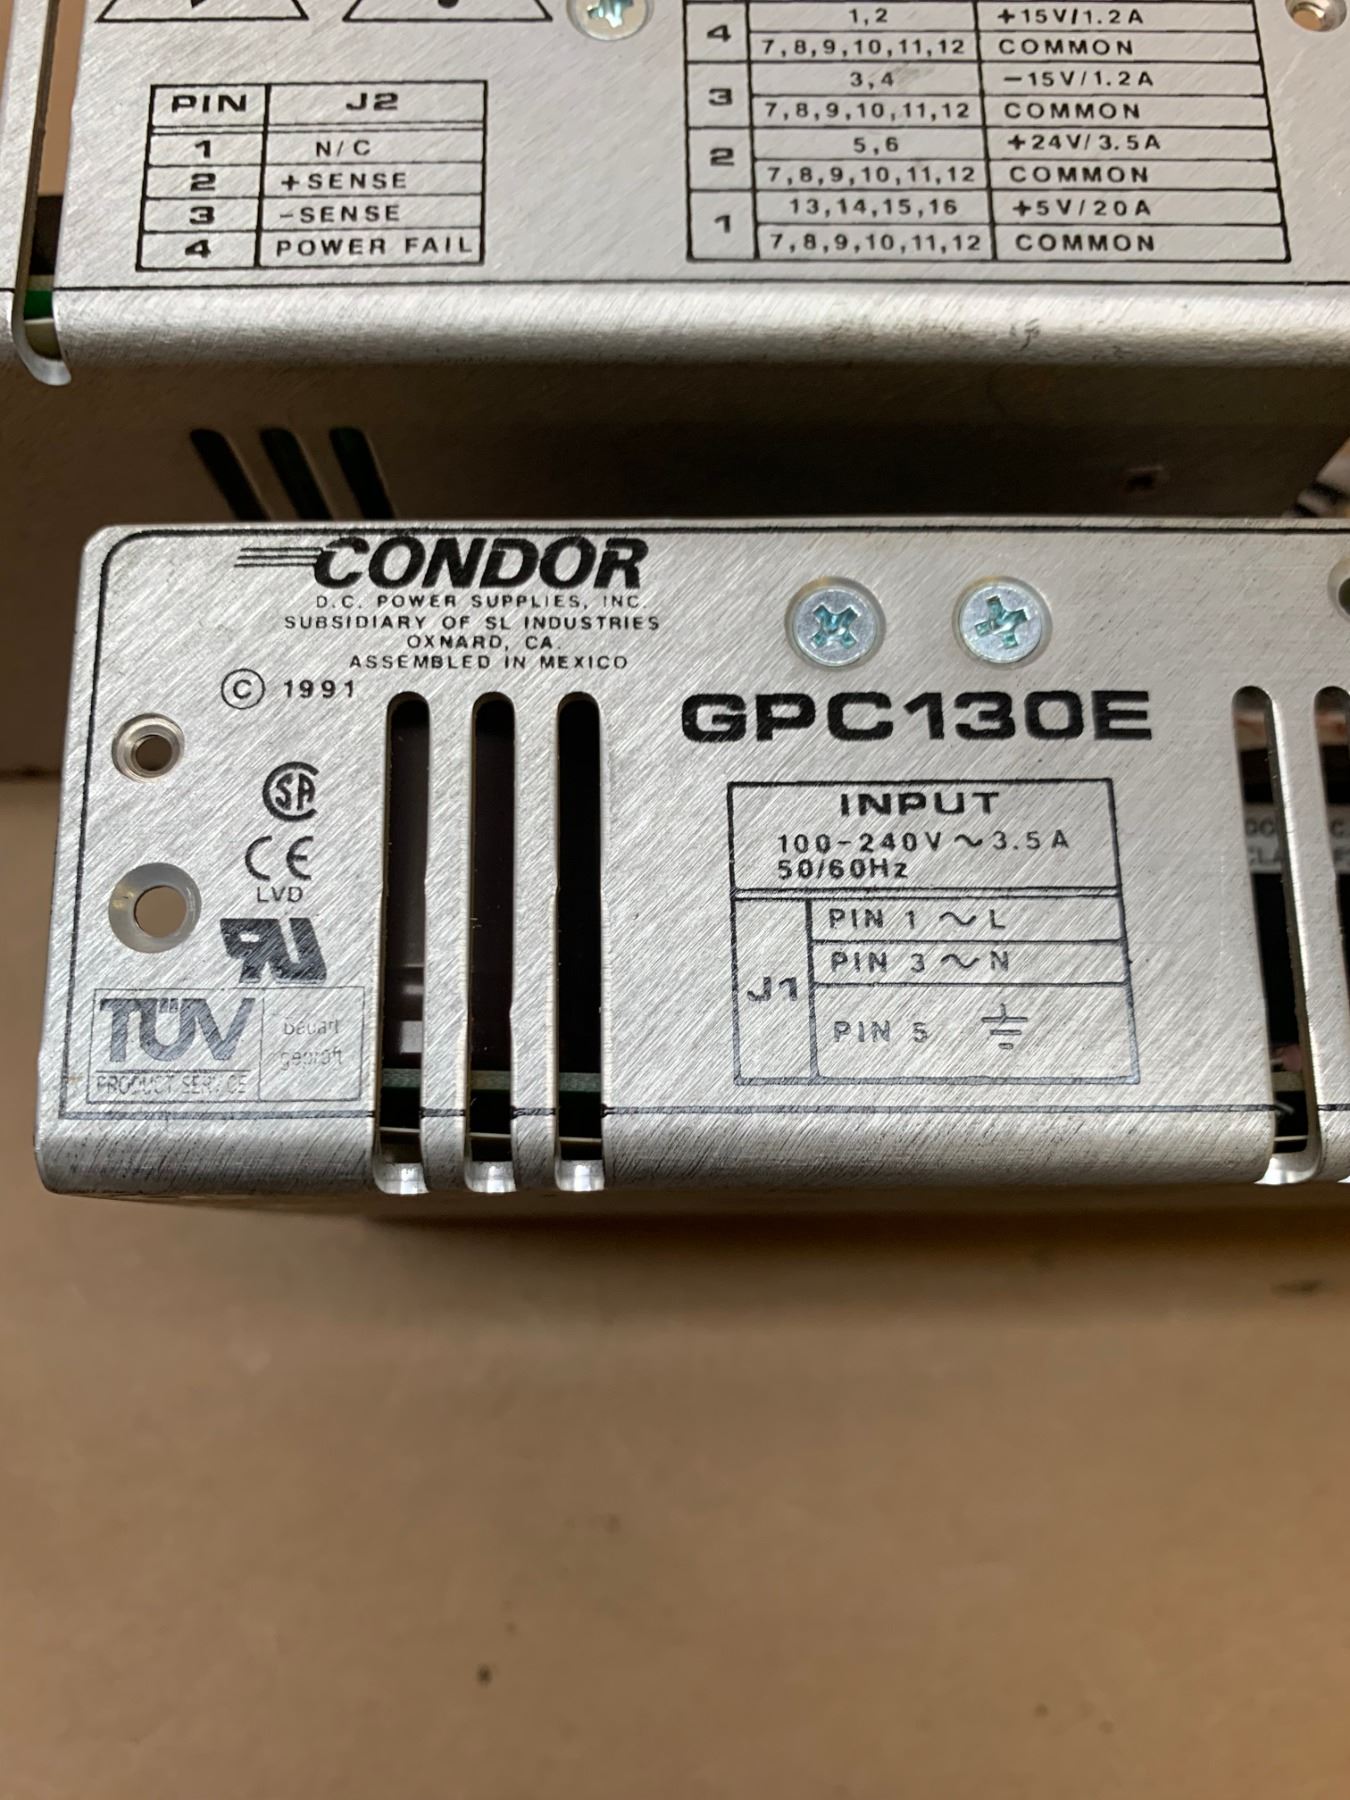 PIN J2
1 N/C
2 +SENSE
3 -SENSE
4 POWER FAIL
4 1,2 +15V/1.2A
7,8,9,10,11,12 COMMON
3 3,4 -15V/1.2A
7,8,9,10,11,12 COMMON
2 5,6 +24V/3.5A
7,8,9,10,11,12 COMMON
1 13,14,15,16 +5V/20A
7,8,9,10,11,12 COMMON
CONDOR
D.C. POWER SUPPLIES, INC.
SUBSIDIARY OF SL INDUSTRIES
OXNARD, CA.
ASSEMBLED IN MEXICO
© 1991
SA
CE
LVD
RU
TÜV
PRODUCT SERVICE
bauart
geprüft
GPC130E
INPUT
100-240V ~ 3.5A
50/60Hz
J1
PIN 1 ~ L
PIN 3 ~ N
PIN 5 ⏚